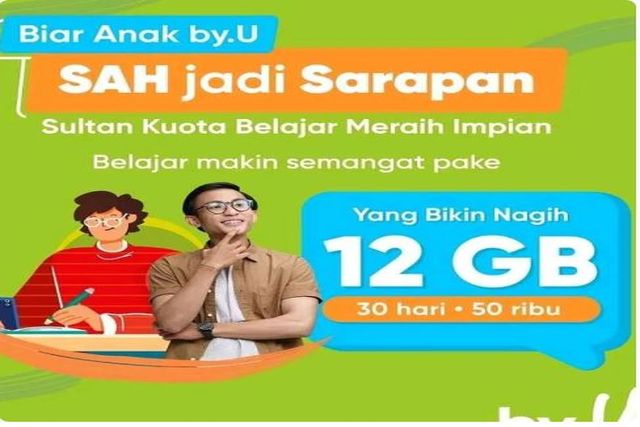 Biar Anak by.U
SAH jadi Sarapan
Sultan Kuota Belajar Meraih Impian
Belajar makin semangat pake
Yang Bikin Nagih
12 GB
30 hari • 50 ribu
by.U